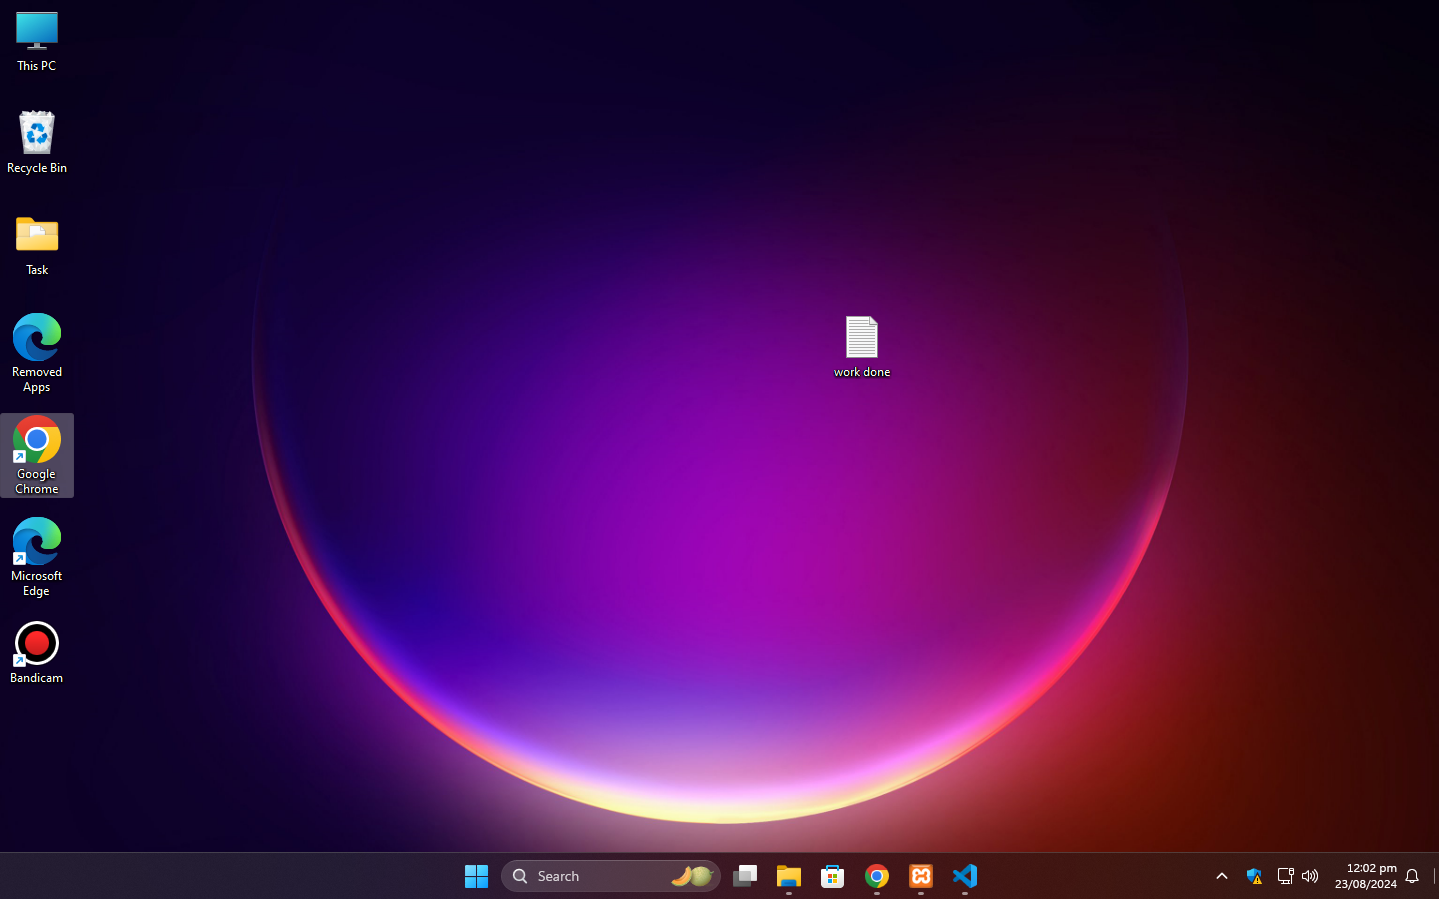 This PC
Recycle Bin
Task
Removed
Apps
Google
Chrome
Microsoft
Edge
Bandicam
work done
Search
12:02 pm
23/08/2024